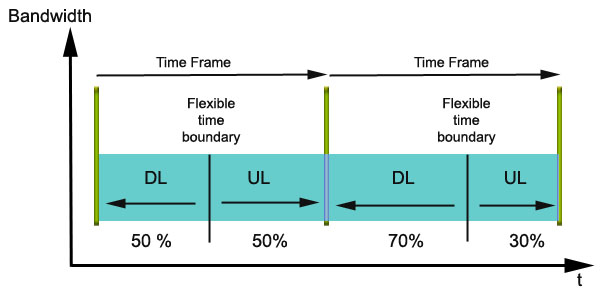 Bandwidth
Time Frame
Time Frame
Flexible
time
boundary
Flexible
time
boundary
DL
UL
DL
UL
50 %
50%
70%
30%
t